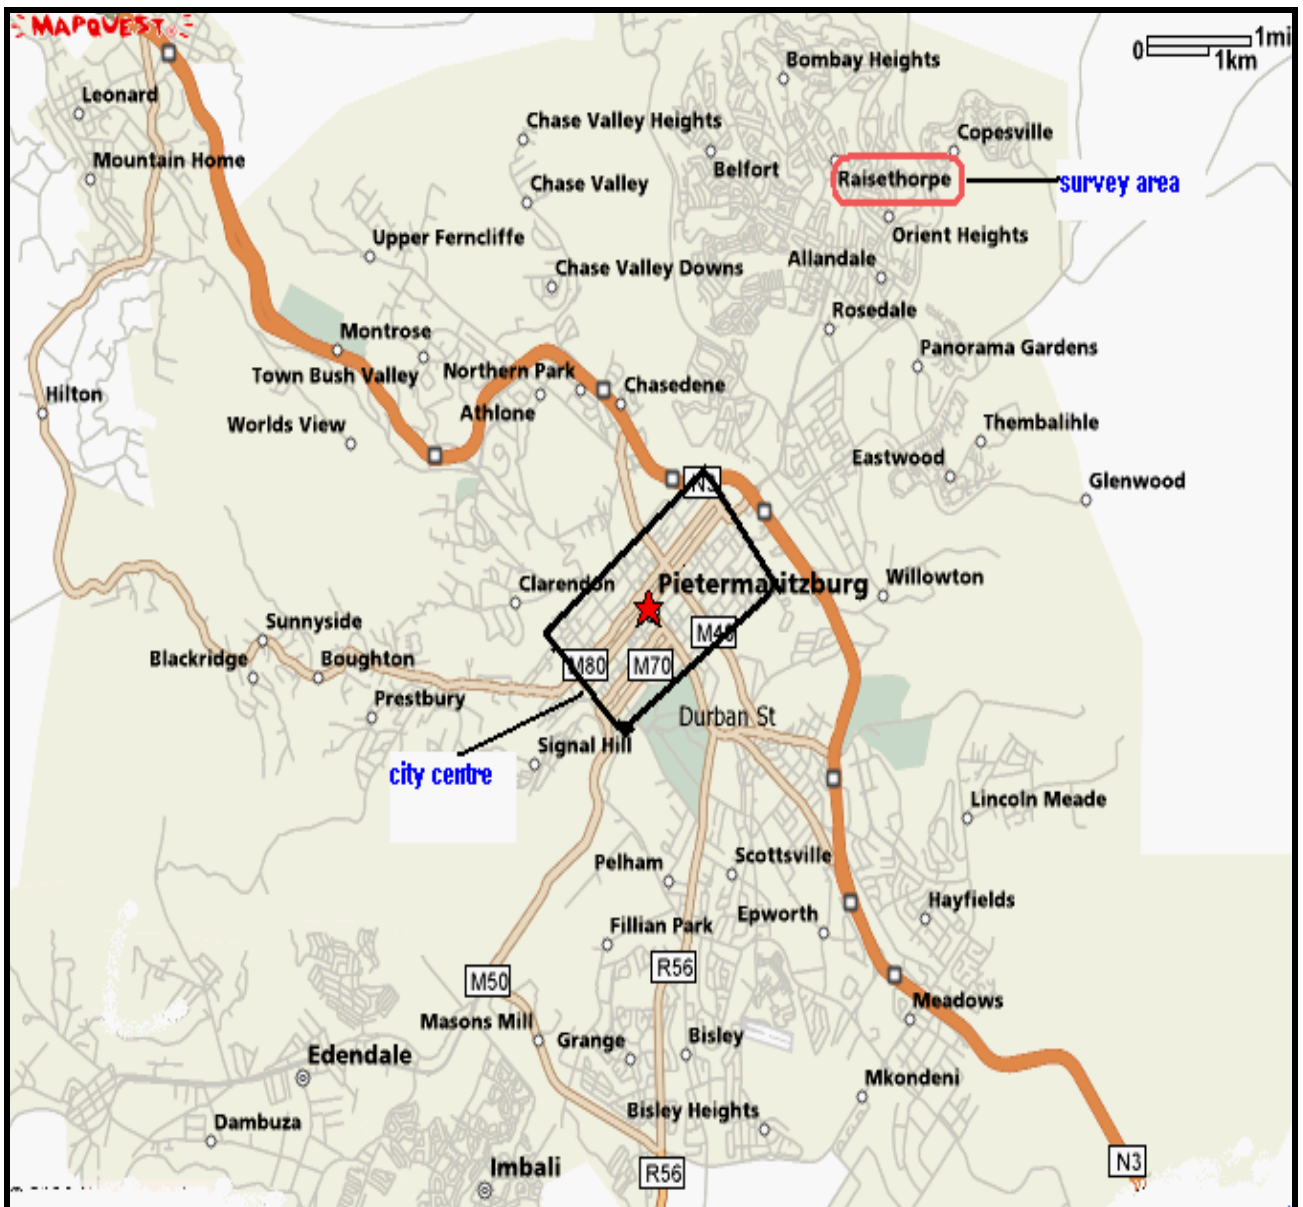 MAPQUEST
0 1mi
1km
Bombay Heights
Leonard
Chase Valley Heights
Copesville
Mountain Home
Belfort
Raisethorpe
survey area
Chase Valley
Upper Ferncliffe
Orient Heights
Allandale
Chase Valley Downs
Rosedale
Montrose
Panorama Gardens
Town Bush Valley
Northern Park
Chasedene
Hilton
Athlone
Worlds View
Thembalihle
Eastwood
Glenwood
N3
Clarendon
Pietermaritzburg
Willowton
Sunnyside
Blackridge
Boughton
M80
M70
Prestbury
Durban St
Signal Hill
city centre
Lincoln Meade
Pelham
Scottsville
Hayfields
Fillian Park
Epworth
M50
R56
Meadows
Masons Mill
Grange
Bisley
Edendale
Mkondeni
Dambuza
Bisley Heights
Imbali
R56
N3